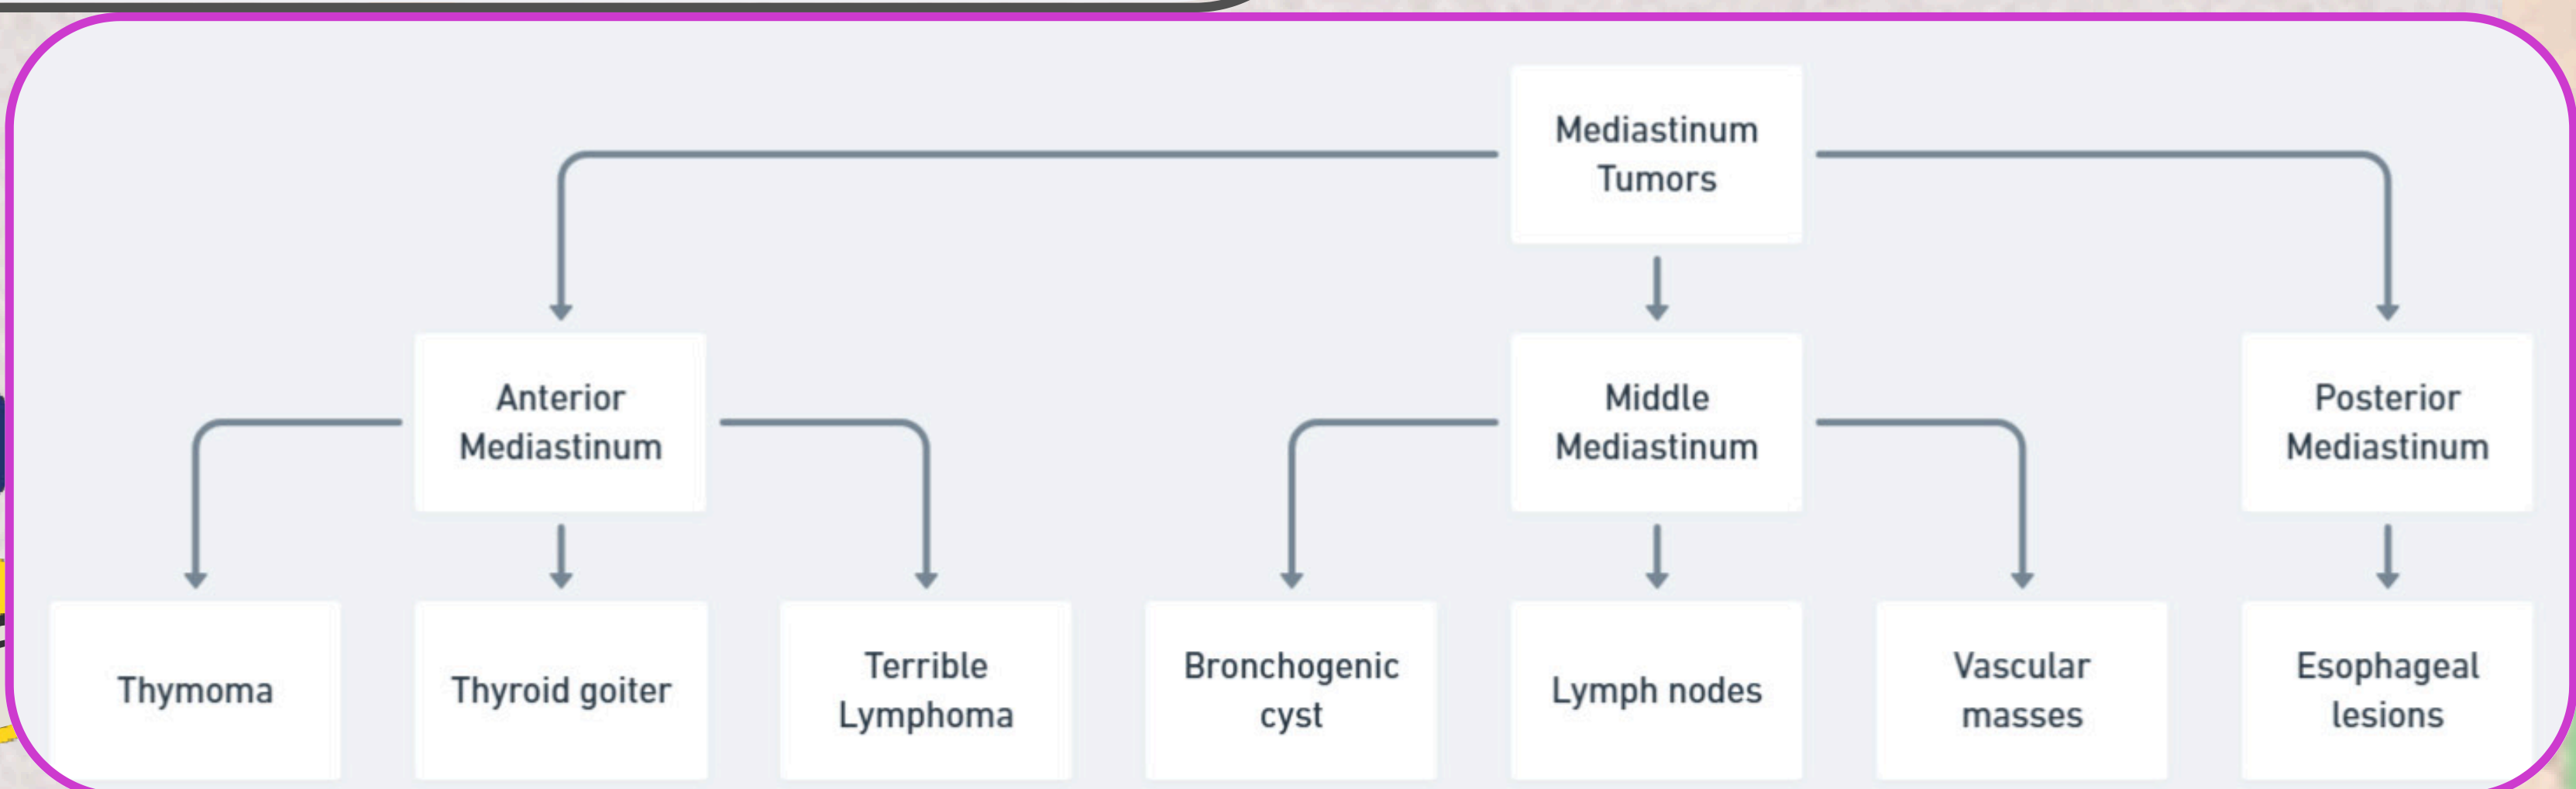 Mediastinum
Tumors
Anterior
Mediastinum
Middle
Mediastinum
Posterior
Mediastinum
Thymoma
Thyroid goiter
Terrible
Lymphoma
Bronchogenic
cyst
Lymph nodes
Vascular
masses
Esophageal
lesions